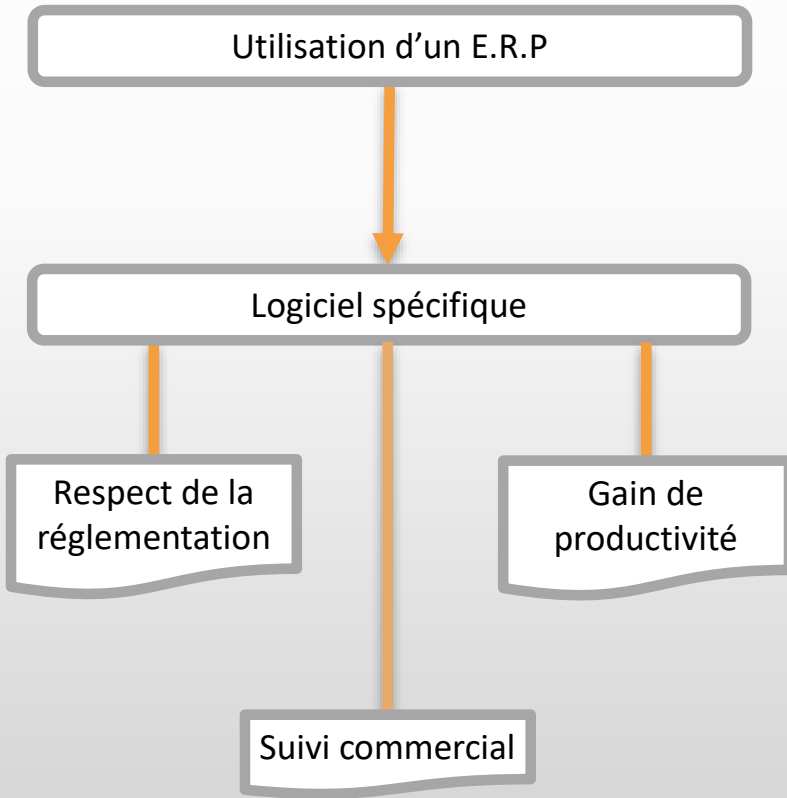 Utilisation d’un E.R.P
Logiciel spécifique
Respect de la
réglementation
Gain de
productivité
Suivi commercial